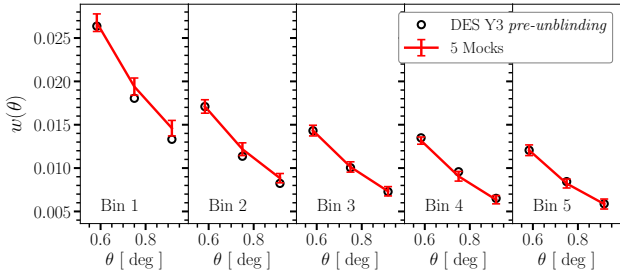 DES Y3 pre-unblinding
5 Mocks
w(θ)
0.025
0.020
0.015
0.010
0.005
Bin 1 Bin 2 Bin 3 Bin 4 Bin 5
0.6 0.8 0.6 0.8 0.6 0.8 0.6 0.8 0.6 0.8
θ [ deg ] θ [ deg ] θ [ deg ] θ [ deg ] θ [ deg ]